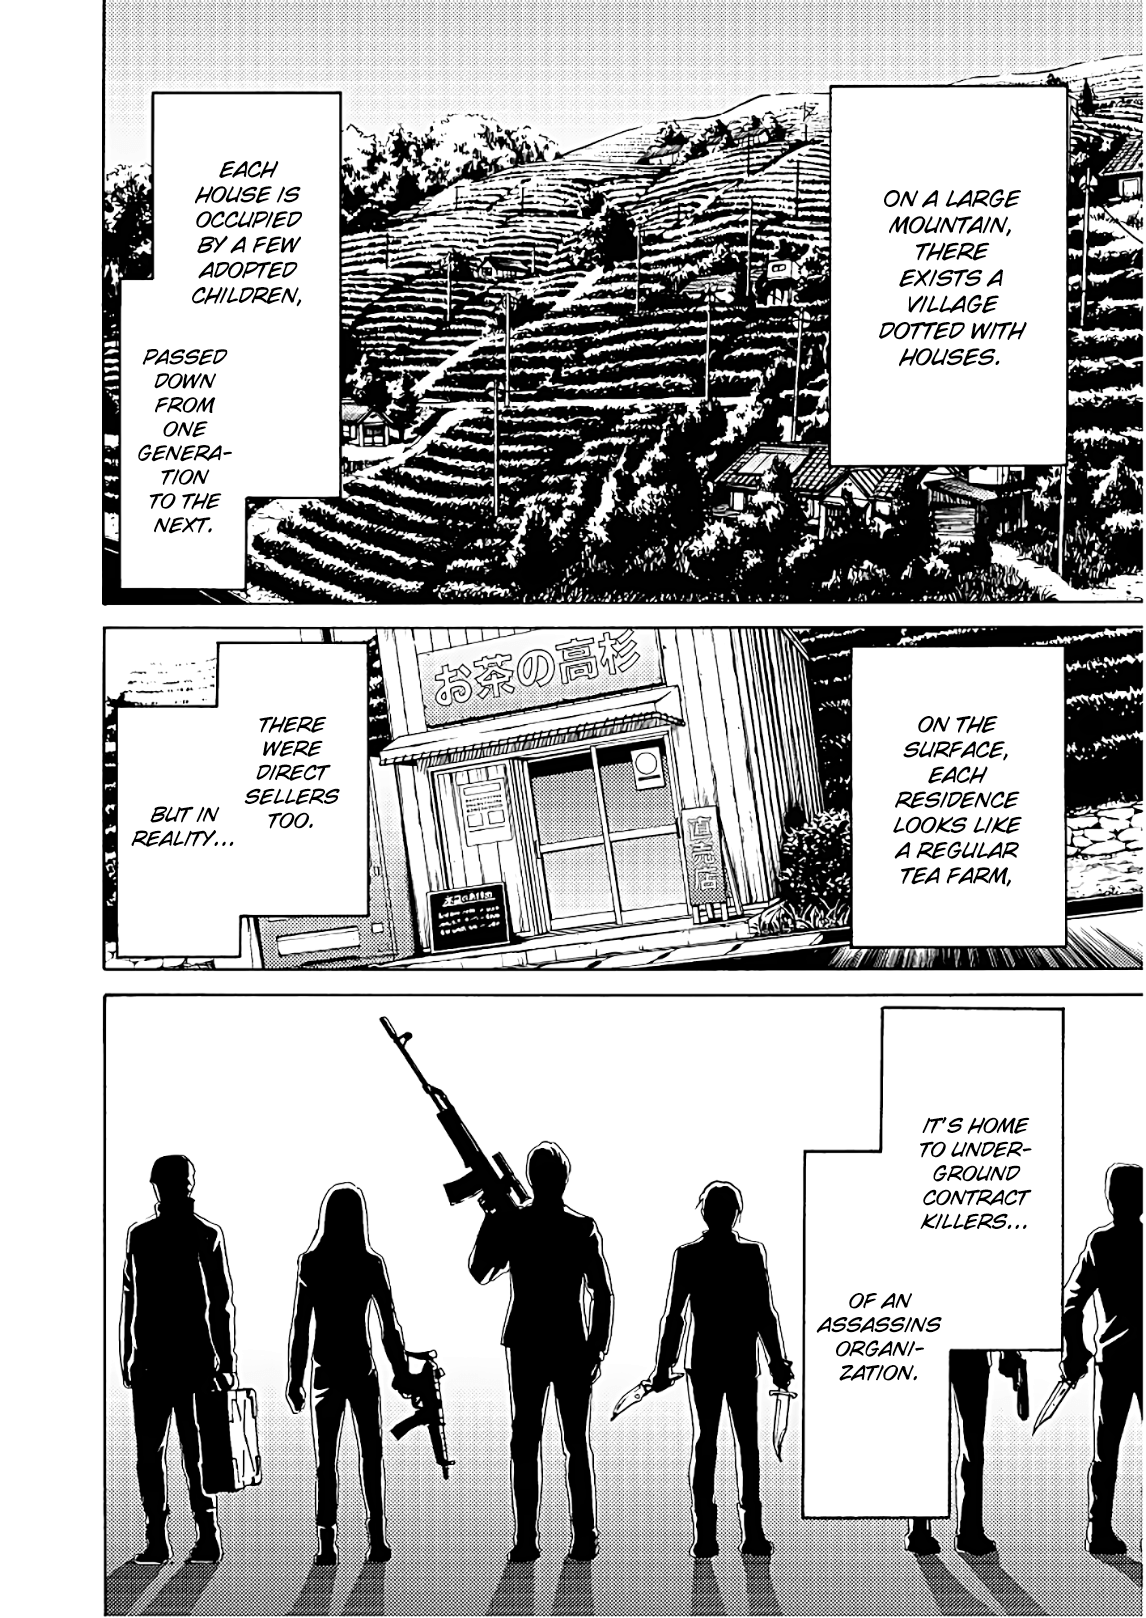 ON A LARGE
MOUNTAIN,
THERE
EXISTS A
VILLAGE
DOTTED WITH
HOUSES.
EACH
HOUSE IS
OCCUPIED
BY A FEW
ADOPTED
CHILDREN,
PASSED
DOWN
FROM
ONE
GENERA-
TION
TO THE
NEXT.
お茶の高杉
直売店
ON THE
SURFACE,
EACH
RESIDENCE
LOOKS LIKE
A REGULAR
TEA FARM,
THERE
WERE
DIRECT
SELLERS
TOO.
BUT IN
REALITY...
IT'S HOME
TO UNDER-
GROUND
CONTRACT
KILLERS...
OF AN
ASSASSINS
ORGANI-
ZATION.